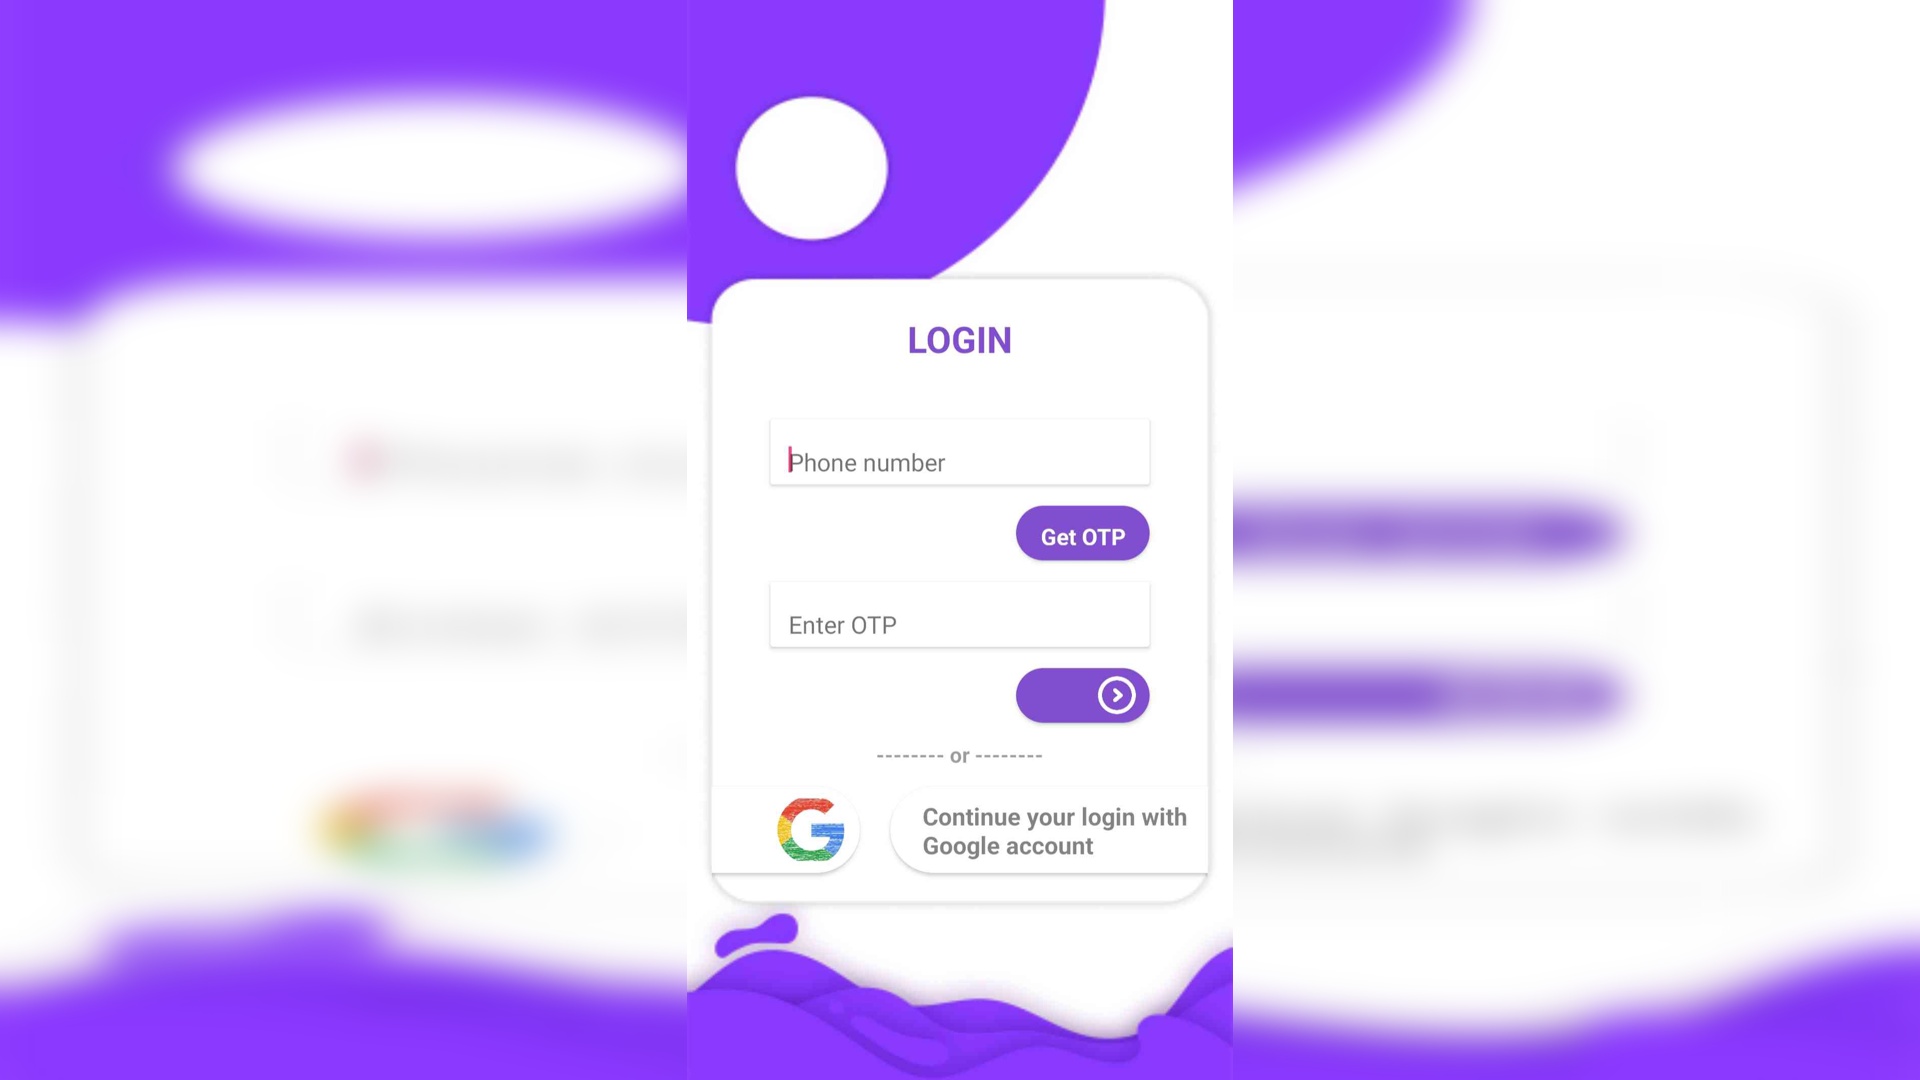 LOGIN
Phone number
Get OTP
Enter OTP
-------- or --------
Continue your login with
Google account